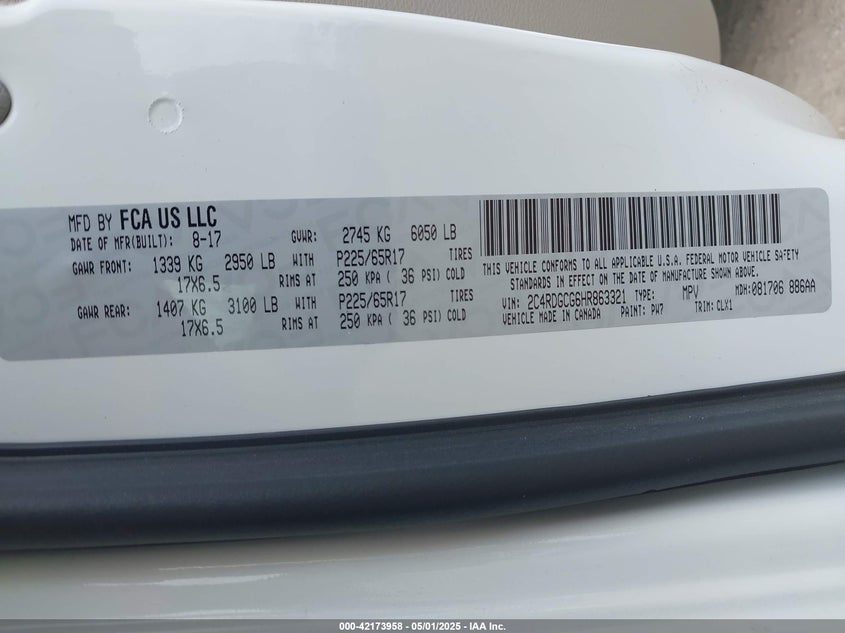 MFD BY FCA US LLC
DATE OF MFR(BUILT): 8-17 GVWR: 2745 KG 6050 LB
GAWR FRONT: 1339 KG 2950 LB WITH P225/65R17 TIRES
17X6.5 RIMS AT 250 KPA ( 36 PSI) COLD
GAWR REAR: 1407 KG 3100 LB WITH P225/65R17 TIRES
17X6.5 RIMS AT 250 KPA ( 36 PSI) COLD
THIS VEHICLE CONFORMS TO ALL APPLICABLE U.S.A. FEDERAL MOTOR VEHICLE SAFETY
STANDARDS IN EFFECT ON THE DATE OF MANUFACTURE SHOWN ABOVE.
VIN: 2C4RDGCG6HR863321 TYPE: MPV MDH:081706 886AA
VEHICLE MADE IN CANADA PAINT: PW7 TRIM: CLX1
000-42173958 - 05/01/2025 - IAA Inc.